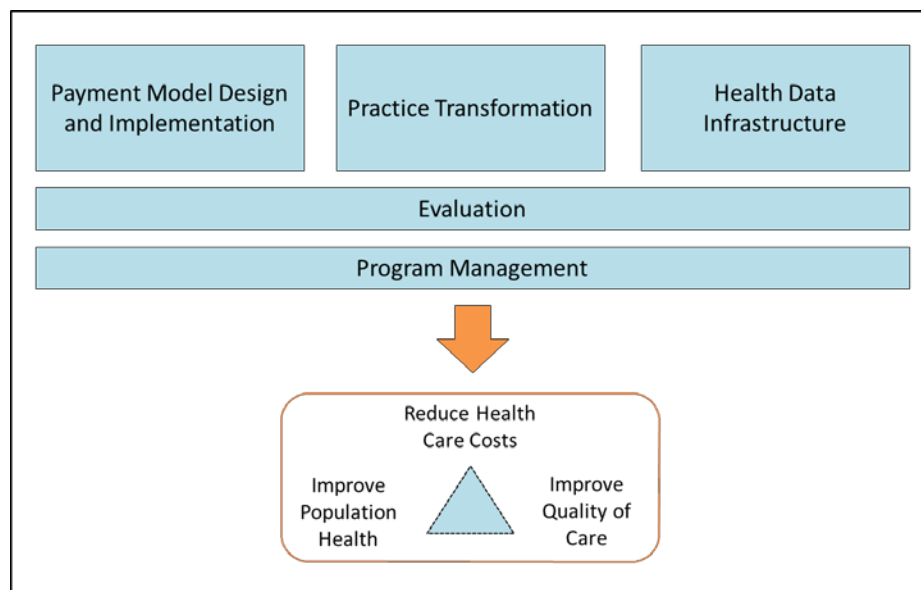 Payment Model Design
and Implementation
Practice Transformation
Health Data
Infrastructure
Evaluation
Program Management
Reduce Health
Care Costs
Improve
Population
Health
Improve
Quality of
Care